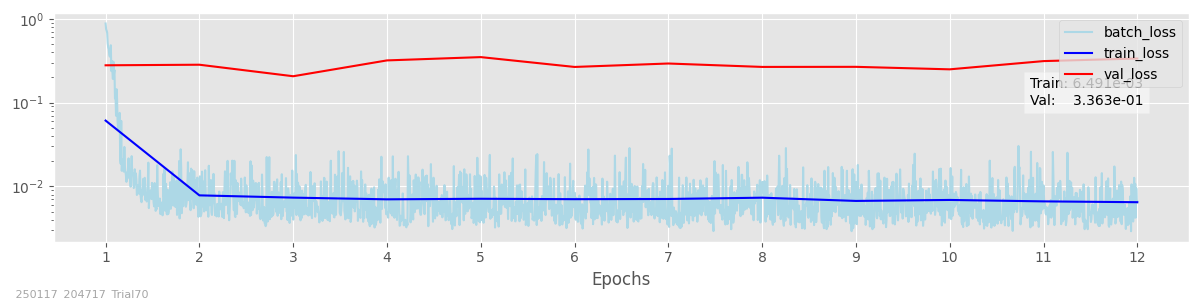 10⁰
10⁻¹
10⁻²
batch_loss
train_loss
val_loss
Train: 6.491e-03
Val: 3.363e-01
1 2 3 4 5 6 7 8 9 10 11 12
Epochs
250117_204717_Trial70